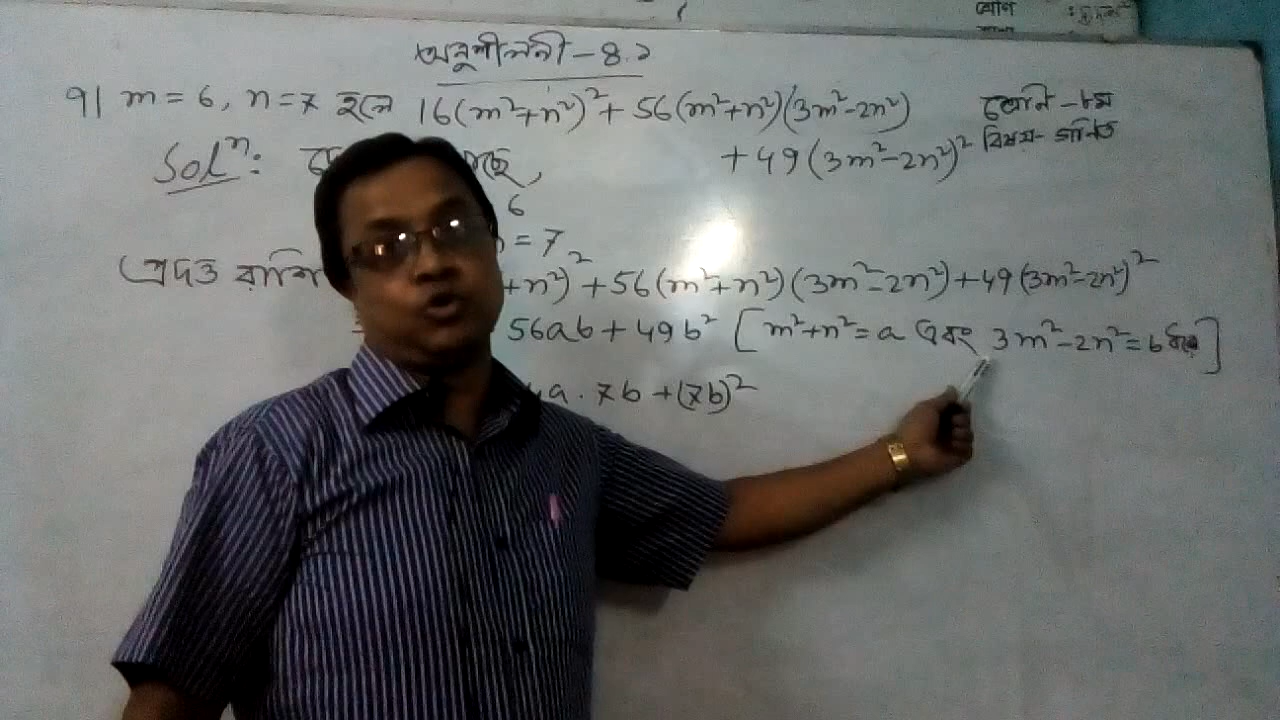 শ্রেণি
অনুশীলনী - ৪.১
৭। m = 6, n = 7 হলে 16(m²+n²)² + 56(m²+n²)(3m²-2n²)
+ 49(3m²-2n²)²
শ্রেণি - ৮ম
বিষয়- গণিত
Solⁿ:
6
= 7
প্রদত্ত রাশি +n²)² + 56(m²+n²)(3m²-2n²) + 49(3m²-2n²)²
56ab + 49b² [m²+n² = a এবং 3m²-2n² = b ধরে]
a · 7b + (7b)²